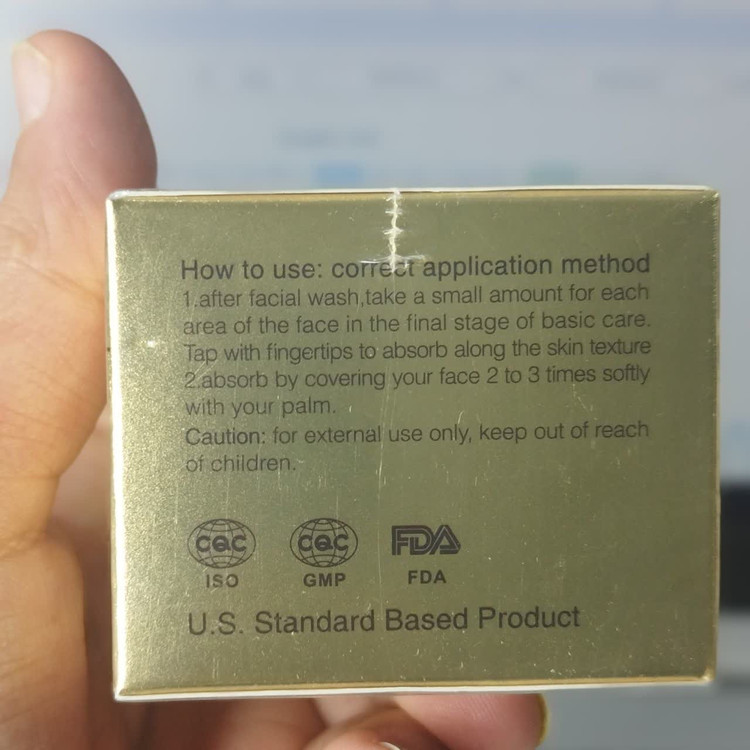 How to use: correct application method
1.after facial wash,take a small amount for each
area of the face in the final stage of basic care.
Tap with fingertips to absorb along the skin texture
2.absorb by covering your face 2 to 3 times softly
with your palm.
Caution: for external use only, keep out of reach
of children.
CQC CQC FDA
ISO GMP FDA
U.S. Standard Based Product